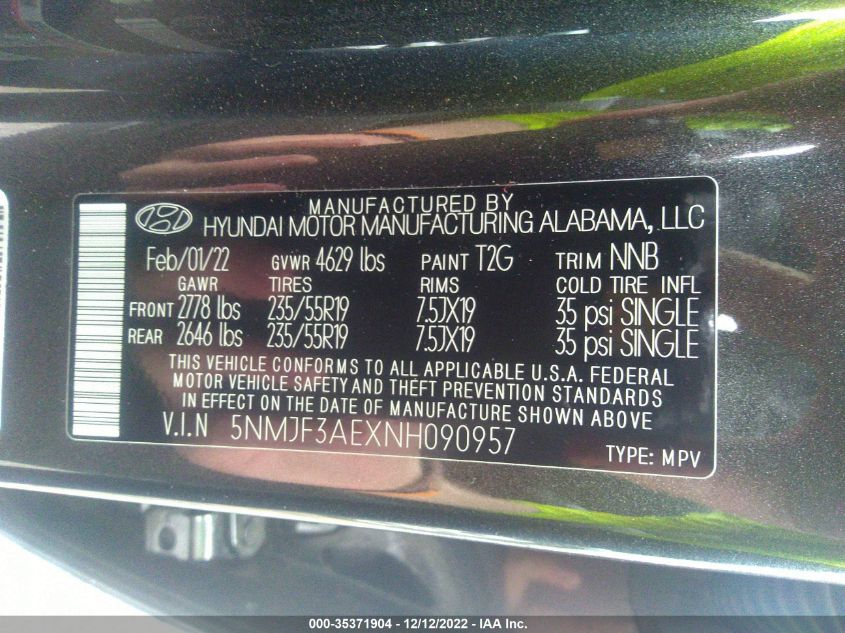 MANUFACTURED BY
HYUNDAI MOTOR MANUFACTURING ALABAMA, LLC
Feb/01/22 GVWR 4629 lbs PAINT T2G TRIM NNB
GAWR TIRES RIMS COLD TIRE INFL
FRONT 2778 lbs 235/55R19 7.5JX19 35 psi SINGLE
REAR 2646 lbs 235/55R19 7.5JX19 35 psi SINGLE
THIS VEHICLE CONFORMS TO ALL APPLICABLE U.S.A. FEDERAL
MOTOR VEHICLE SAFETY AND THEFT PREVENTION STANDARDS
IN EFFECT ON THE DATE OF MANUFACTURE SHOWN ABOVE
V.I.N 5NMJF3AEXNH090957
TYPE: MPV
000-35371904 - 12/12/2022 - IAA Inc.